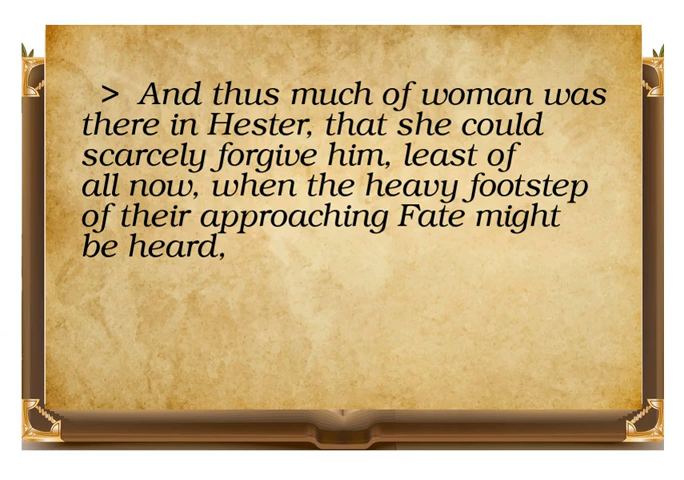 > And thus much of woman was
there in Hester, that she could
scarcely forgive him, least of
all now, when the heavy footstep
of their approaching Fate might
be heard,